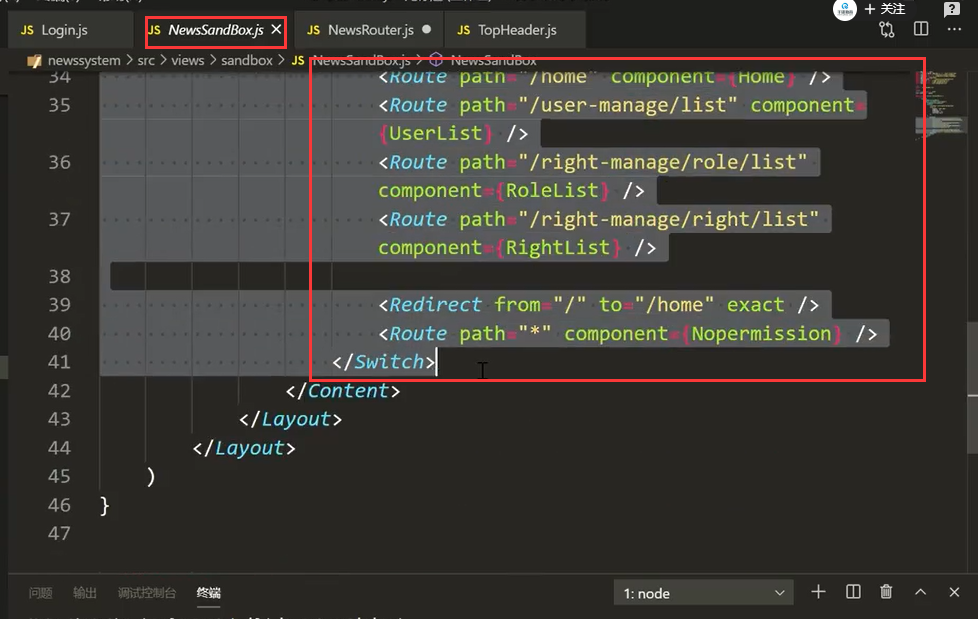 + 关注
JS Login.js
JS NewsSandBox.js ×
JS NewsRouter.js ●
JS TopHeader.js
newssystem > src > views > sandbox > JS NewsSandBox.js > NewsSandBox
34 <Route path="/home" component={Home} />
35 <Route path="/user-manage/list" component=
{UserList} />
36 <Route path="/right-manage/role/list"
component={RoleList} />
37 <Route path="/right-manage/right/list"
component={RightList} />
38
39 <Redirect from="/" to="/home" exact />
40 <Route path="*" component={Nopermission} />
41 </Switch>
42 </Content>
43 </Layout>
44 </Layout>
45 )
46 }
47
问题 输出 调试控制台 终端
1: node